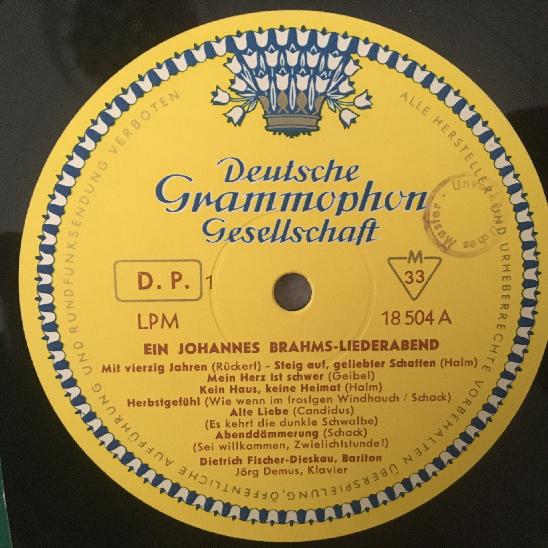 Deutsche
Grammophon
Gesellschaft
D. P. 1
M
33
LPM
18 504 A
EIN JOHANNES BRAHMS-LIEDERABEND
Mit vierzig Jahren (Rückert) - Steig auf, geliebter Schatten (Halm)
Mein Herz ist schwer (Geibel)
Kein Haus, keine Heimat (Halm)
Herbstgefühl (Wie wenn im frostgen Windhauch / Schack)
Alte Liebe (Candidus)
(Es kehrt die dunkle Schwalbe)
Abenddämmerung (Schack)
(Sei willkommen, Zwielichtstunde!)
Dietrich Fischer-Dieskau, Bariton
Jörg Demus, Klavier
ALLE HERSTELLER- UND URHEBERRECHTE VORBEHALTEN ÜBERSPIELUNG, ÖFFENTLICHE AUFFÜHRUNG UND RUNDFUNKSENDUNG VERBOTEN
Muster